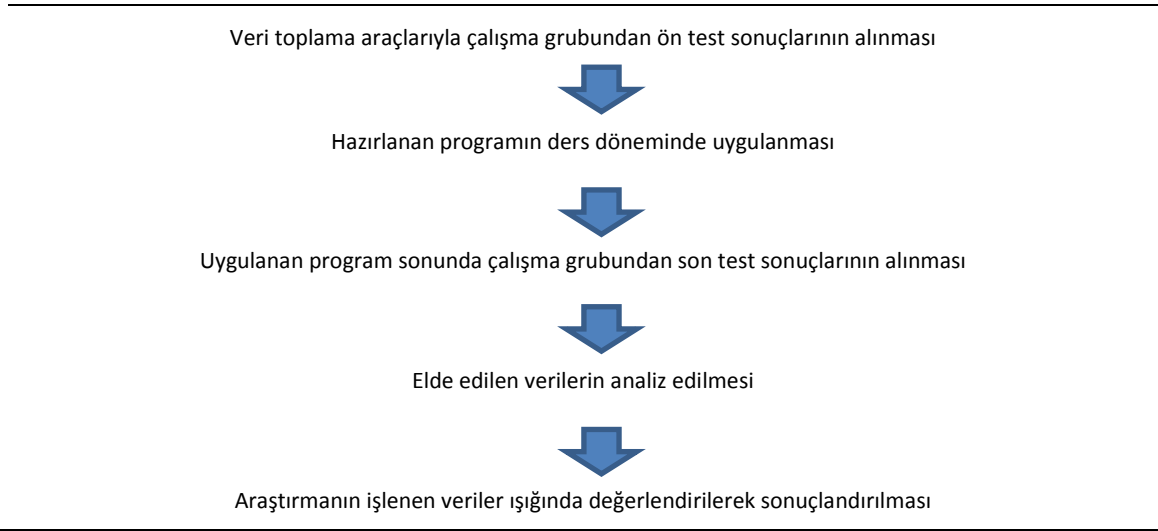 Veri toplama araçlarıyla çalışma grubundan ön test sonuçlarının alınması
Hazırlanan programın ders döneminde uygulanması
Uygulanan program sonunda çalışma grubundan son test sonuçlarının alınması
Elde edilen verilerin analiz edilmesi
Araştırmanın işlenen veriler ışığında değerlendirilerek sonuçlandırılması